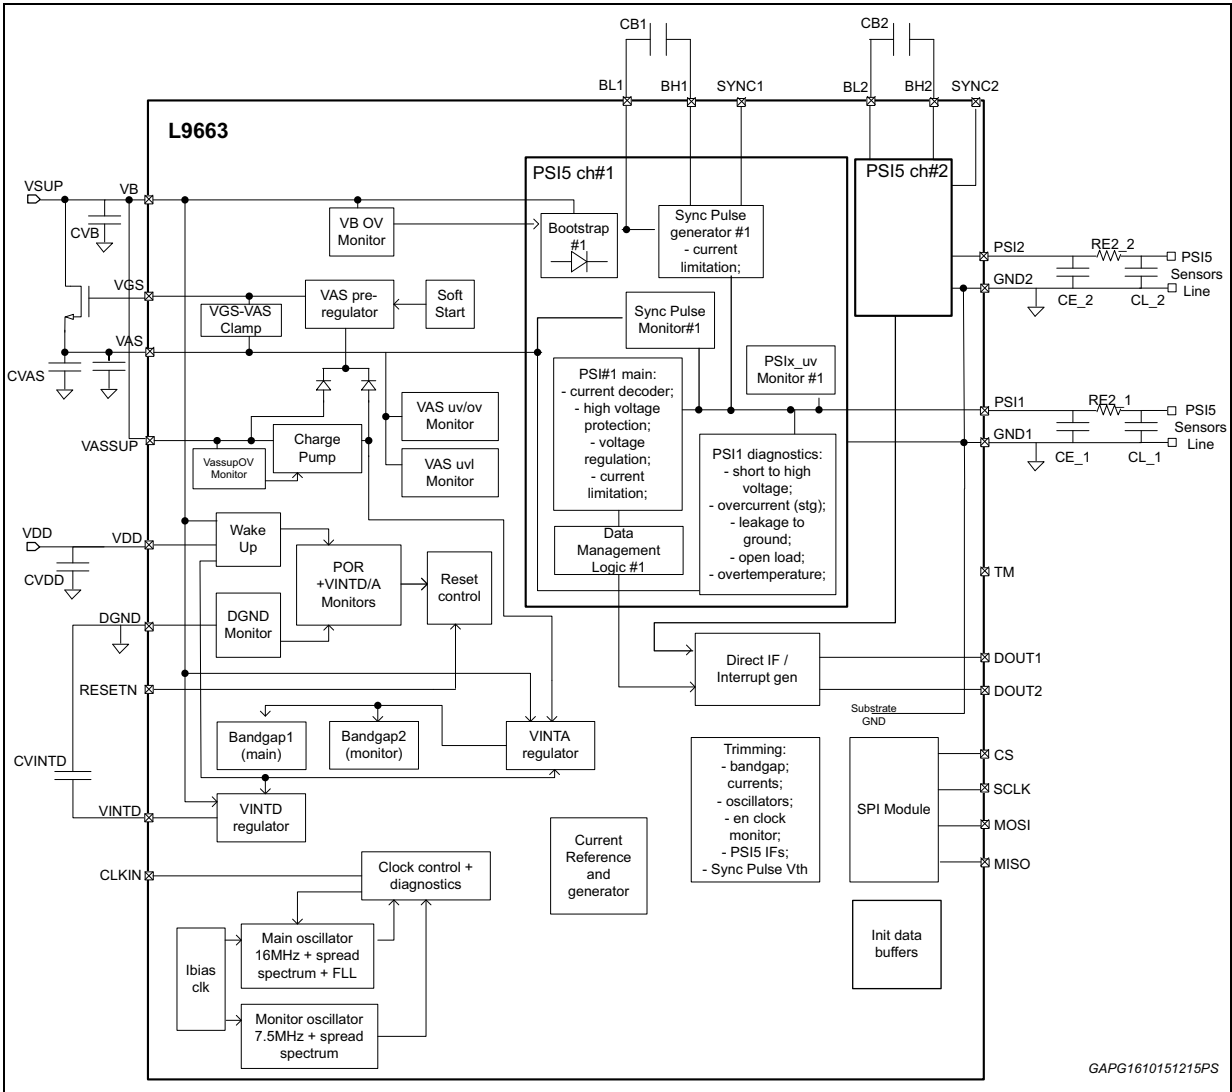 CB1
CB2
BL1
BH1
SYNC1
BL2
BH2
SYNC2
L9663
VSUP
VB
CVB
VB OV
Monitor
PSI5 ch#1
Bootstrap
#1
Sync Pulse
generator #1
- current
limitation;
PSI5 ch#2
PSI2
RE2_2
PSI5
Sensors
Line
GND2
CE_2
CL_2
VGS
VAS pre-
regulator
Soft
Start
VGS-VAS
Clamp
Sync Pulse
Monitor#1
VAS
CVAS
PSI#1 main:
- current decoder;
- high voltage
protection;
- voltage
regulation;
- current
limitation;
PSIx_uv
Monitor #1
PSI1
RE2_1
PSI5
Sensors
Line
GND1
CE_1
CL_1
VAS uv/ov
Monitor
VASSUP
Charge
Pump
VassupOV
Monitor
VAS uvl
Monitor
PSI1 diagnostics:
- short to high
voltage;
- overcurrent (stg);
- leakage to
ground;
- open load;
- overtemperature;
Data
Management
Logic #1
VDD
VDD
CVDD
Wake
Up
POR
+VINTD/A
Monitors
Reset
control
TM
DGND
DGND
Monitor
RESETN
Direct IF /
Interrupt gen
DOUT1
DOUT2
Substrate
GND
Bandgap1
(main)
Bandgap2
(monitor)
VINTA
regulator
CVINTD
VINTD
VINTD
regulator
Trimming:
- bandgap;
currents;
- oscillators;
- en clock
monitor;
- PSI5 IFs;
- Sync Pulse Vth
SPI Module
CS
SCLK
MOSI
MISO
Current
Reference
and
generator
CLKIN
Clock control +
diagnostics
Ibias
clk
Main oscillator
16MHz + spread
spectrum + FLL
Monitor oscillator
7.5MHz + spread
spectrum
Init data
buffers
GAPG1610151215PS